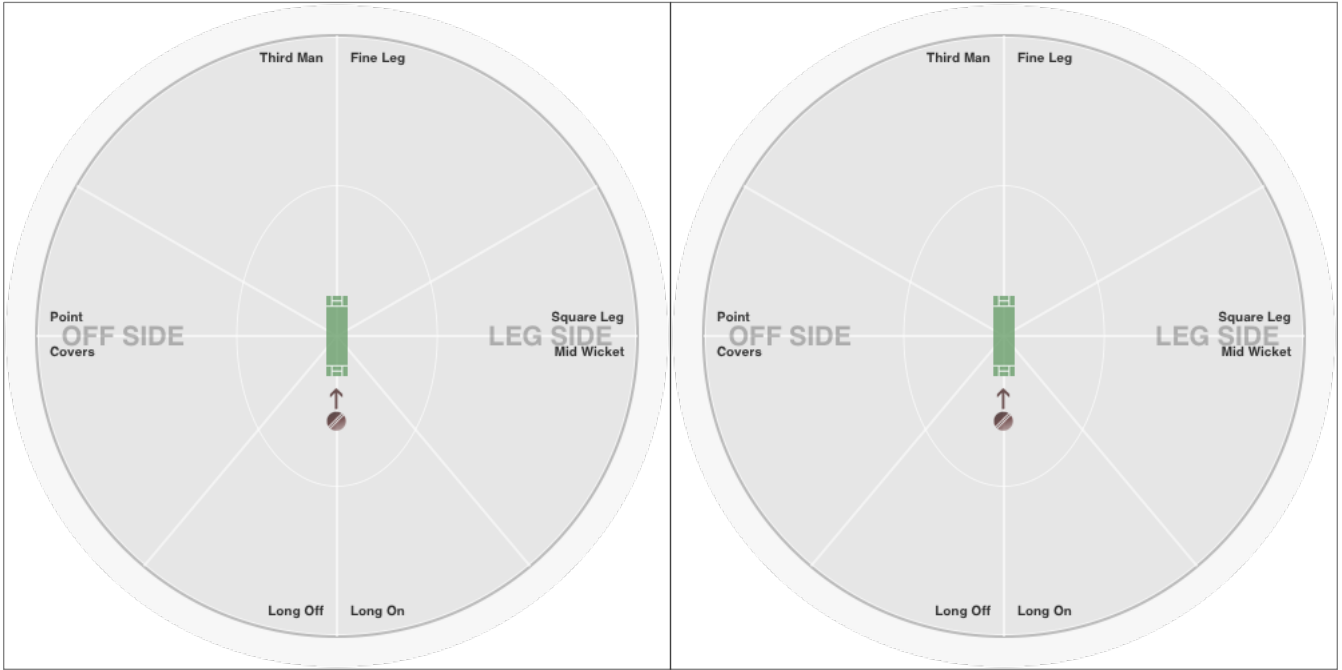 Third Man Fine Leg
Point
OFF SIDE
Covers
Square Leg
LEG SIDE
Mid Wicket
Long Off Long On
Third Man Fine Leg
Point
OFF SIDE
Covers
Square Leg
LEG SIDE
Mid Wicket
Long Off Long On